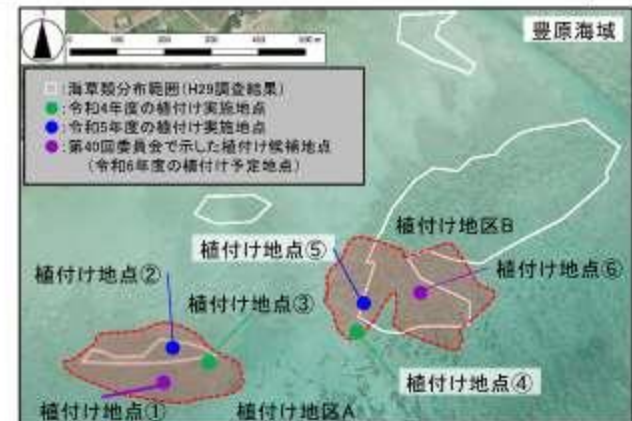 豊原海域
0 100 200 300 400 500 m
:海草類分布範囲(H29調査結果)
:令和4年度の植付け実施地点
:令和5年度の植付け実施地点
:第40回委員会で示した植付け候補地点
(令和6年度の植付け予定地点)
植付け地区B
植付け地点⑤
植付け地点②
植付け地点⑥
植付け地点③
植付け地点④
植付け地点①
植付け地区A